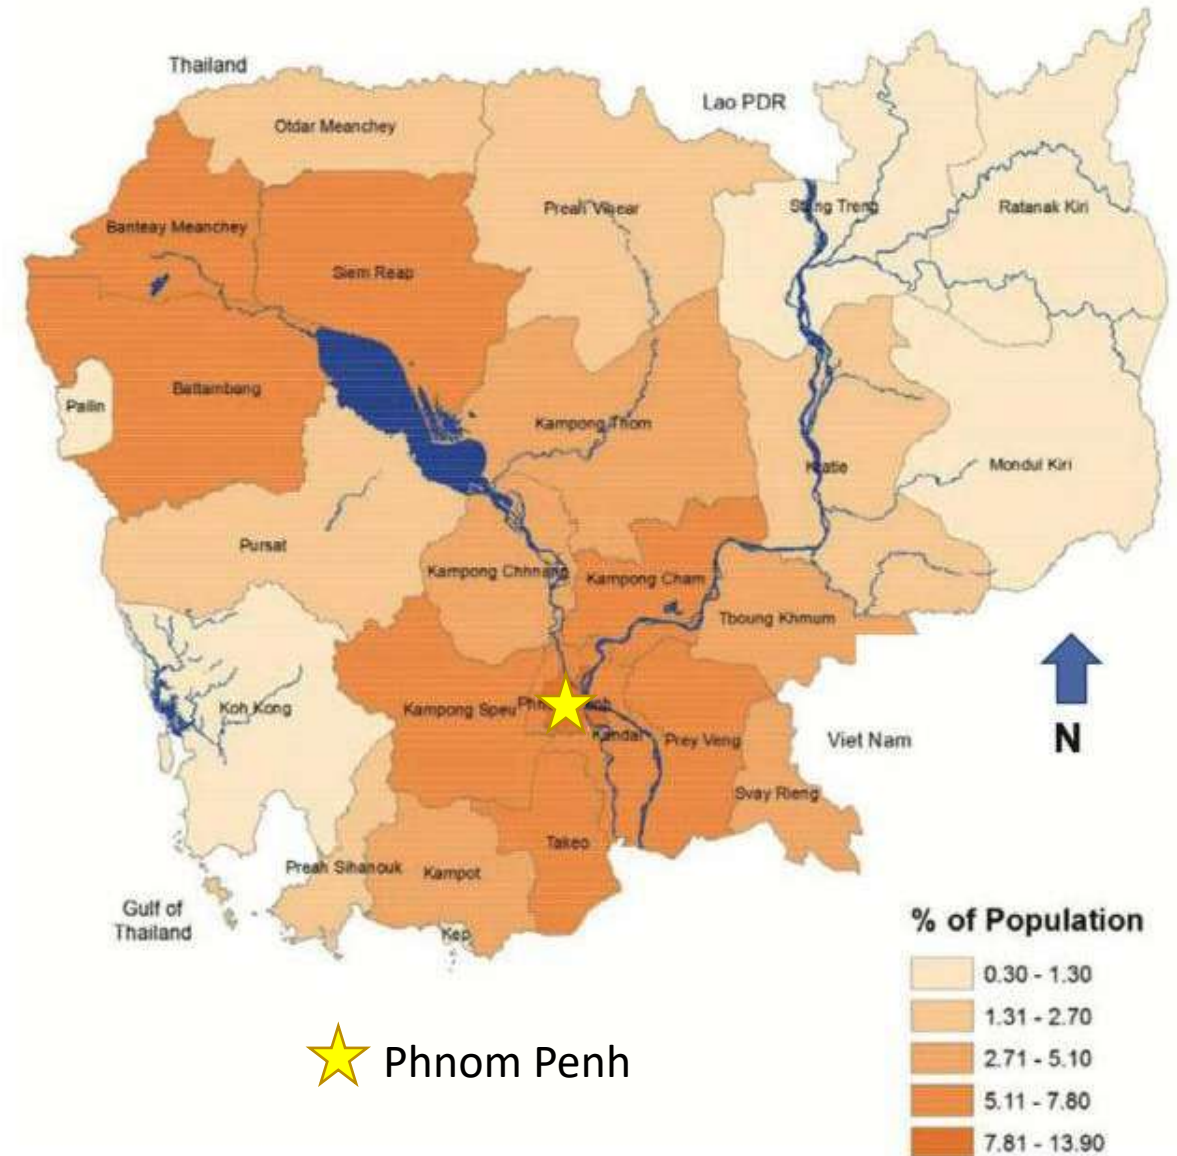 Thailand
Lao PDR
Otdar Meanchey
Preah Vihear
Stung Treng
Ratanak Kiri
Banteay Meanchey
Siem Reap
Battambang
Pailin
Kampong Thom
Kratie
Mondul Kiri
Pursat
Kampong Chhnang
Kampong Cham
Tboung Khmum
Koh Kong
Kampong Speu
Kandal
Prey Veng
Viet Nam
N
Svay Rieng
Takeo
Preah Sihanouk
Kampot
Gulf of
Thailand
Kep
% of Population
0.30 - 1.30
1.31 - 2.70
2.71 - 5.10
5.11 - 7.80
7.81 - 13.90
Phnom Penh